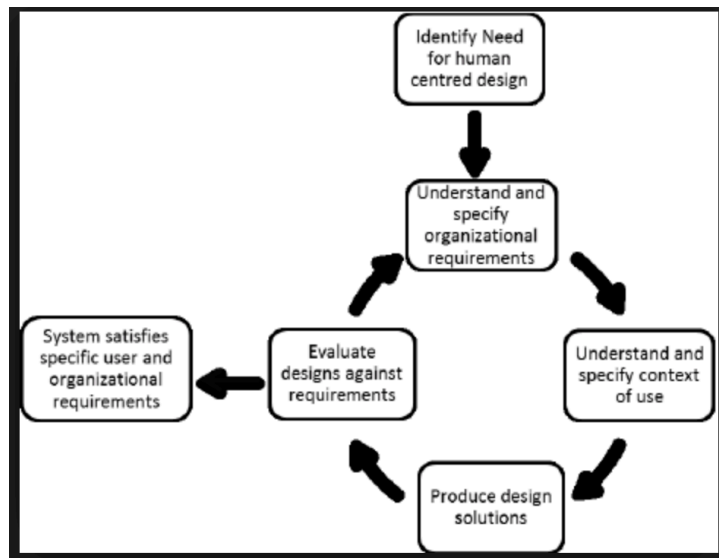 Identify Need
for human
centred design
Understand and
specify
organizational
requirements
Understand and
specify context
of use
Produce design
solutions
Evaluate
designs against
requirements
System satisfies
specific user and
organizational
requirements